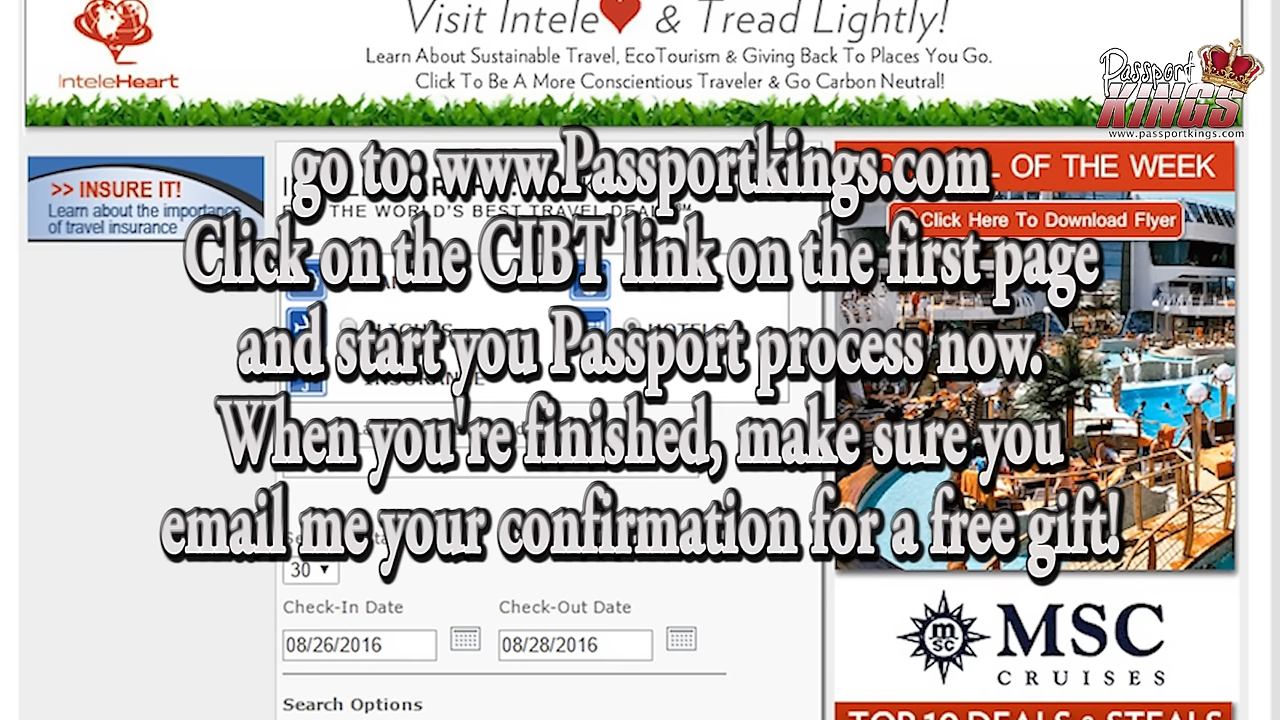 Visit Intele & Tread Lightly!
Learn About Sustainable Travel, EcoTourism & Giving Back To Places You Go.
Click To Be A More Conscientious Traveler & Go Carbon Neutral!
InteleHeart
Passport
KINGS
www.passportkings.com
go to: www.Passportkings.com
Click on the CIBT link on the first page
and start you Passport process now.
When you're finished, make sure you
email me your confirmation for a free gift!
>> INSURE IT!
Learn about the importance
of travel insurance
THE WORLD'S BEST TRAVEL
OF THE WEEK
Click Here To Download Flyer
30
Check-In Date
Check-Out Date
08/26/2016
08/28/2016
Search Options
MSC
CRUISES
TOP 10 DEALS & STEALS